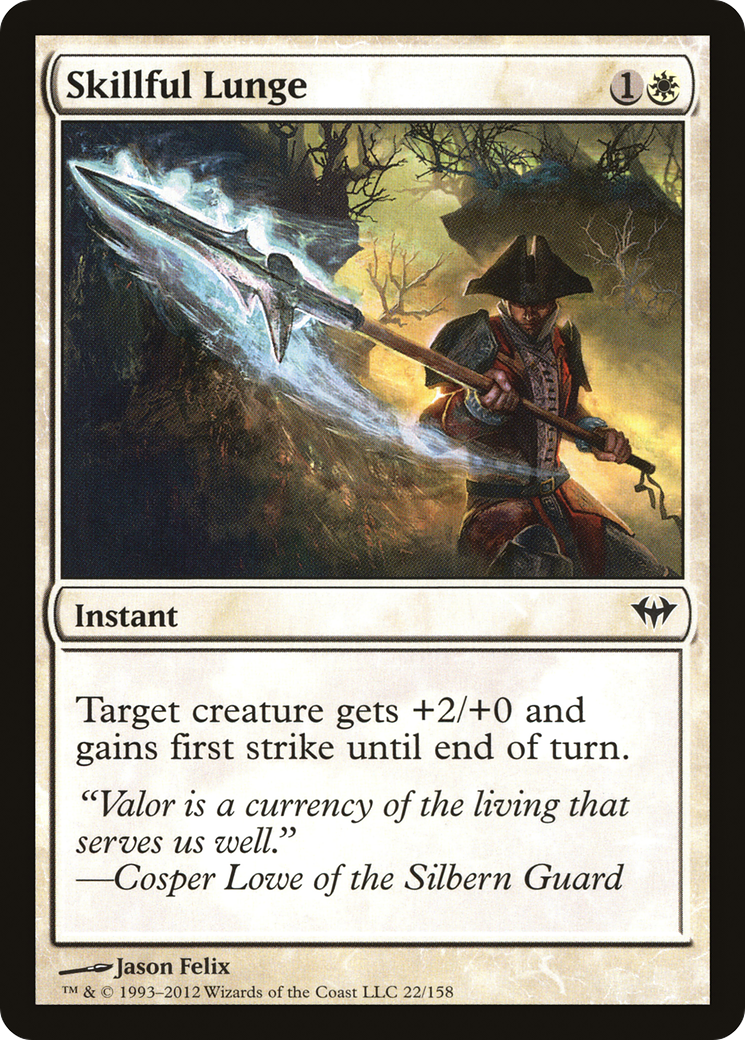 Skillful Lunge 1
Instant
Target creature gets +2/+0 and
gains first strike until end of turn.
“Valor is a currency of the living that
serves us well.”
—Cosper Lowe of the Silbern Guard
Jason Felix
™ & © 1993–2012 Wizards of the Coast LLC 22/158